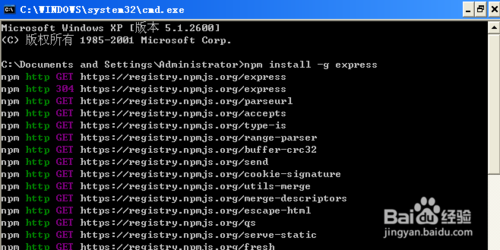 C:\WINDOWS\system32\cmd.exe
Microsoft Windows XP [版本 5.1.2600]
(C) 版权所有 1985-2001 Microsoft Corp.
C:\Documents and Settings\Administrator>npm install -g express
npm http GET https://registry.npmjs.org/express
npm http 304 https://registry.npmjs.org/express
npm http GET https://registry.npmjs.org/parseurl
npm http GET https://registry.npmjs.org/accepts
npm http GET https://registry.npmjs.org/type-is
npm http GET https://registry.npmjs.org/range-parser
npm http GET https://registry.npmjs.org/buffer-crc32
npm http GET https://registry.npmjs.org/send
npm http GET https://registry.npmjs.org/cookie-signature
npm http GET https://registry.npmjs.org/utils-merge
npm http GET https://registry.npmjs.org/merge-descriptors
npm http GET https://registry.npmjs.org/escape-html
npm http GET https://registry.npmjs.org/qs
npm http GET https://registry.npmjs.org/serve-static
npm http GET https://registry.npmjs.org/fresh
Baidu 经验
jingyan.baidu.com